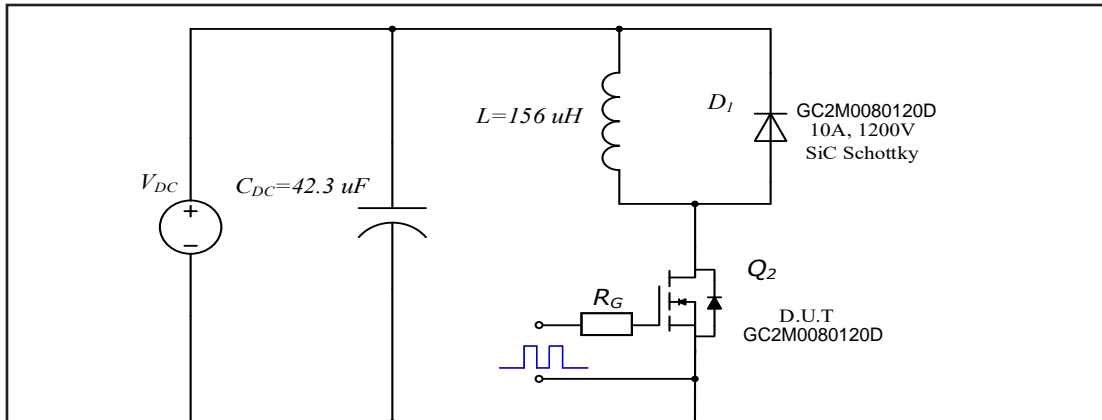 D1
GC2M0080120D
10A, 1200V
SiC Schottky
L=156 uH
VDC
CDC=42.3 uF
+
−
Q2
RG
D.U.T
GC2M0080120D